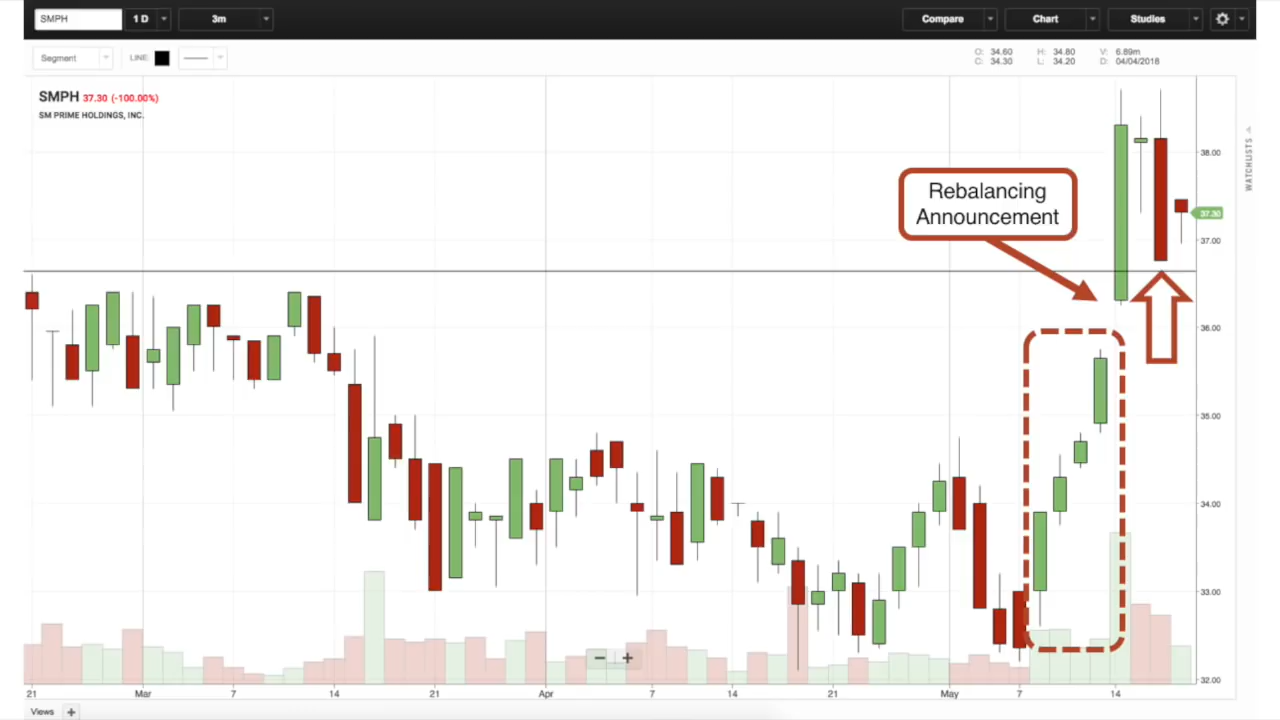 SMPH 1 D 3m Compare Chart Studies
Segment LINE: O: 34.60 H: 34.80 V: 6.89m
C: 34.30 L: 34.20 D: 04/04/2018
SMPH 37.30 (-100.00%)
SM PRIME HOLDINGS, INC.
WATCHLISTS
Rebalancing
Announcement
38.00
37.30
37.00
36.00
35.00
34.00
33.00
32.00
− +
21 Mar 7 14 21 Apr 7 14 21 May 7 14
Views +